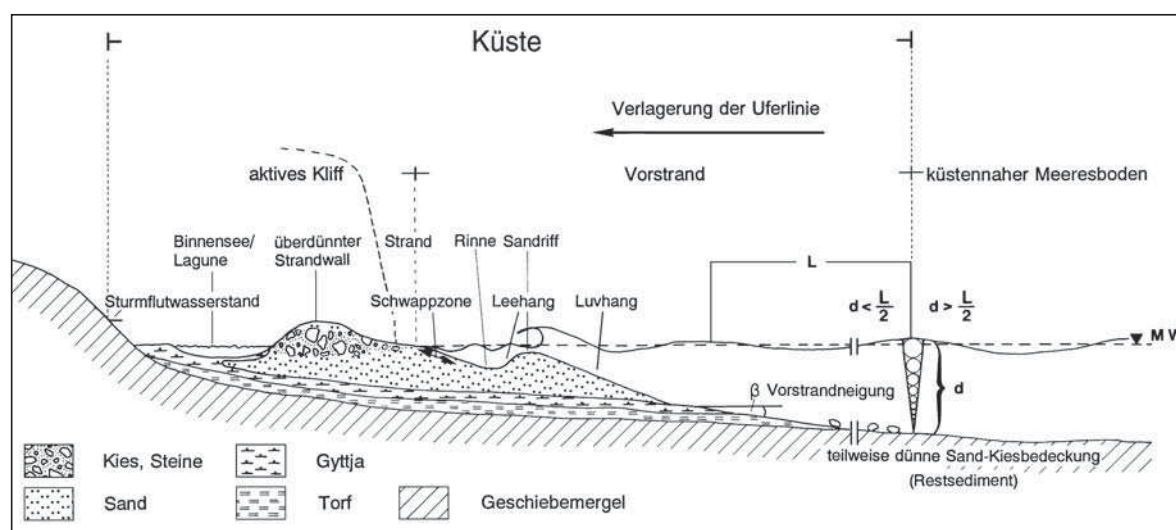 Küste
Verlagerung der Uferlinie
aktives Kliff
Vorstrand
küstennaher Meeresboden
Binnensee/
Lagune
überdünnter
Strandwall
Strand
Rinne
Sandriff
L
Sturmflutwasserstand
Schwappzone
Leehang
Luvhang
d < L/2
d > L/2
M W
d
β Vorstrandneigung
teilweise dünne Sand-Kiesbedeckung
(Restsediment)
Kies, Steine
Gyttja
Sand
Torf
Geschiebemergel